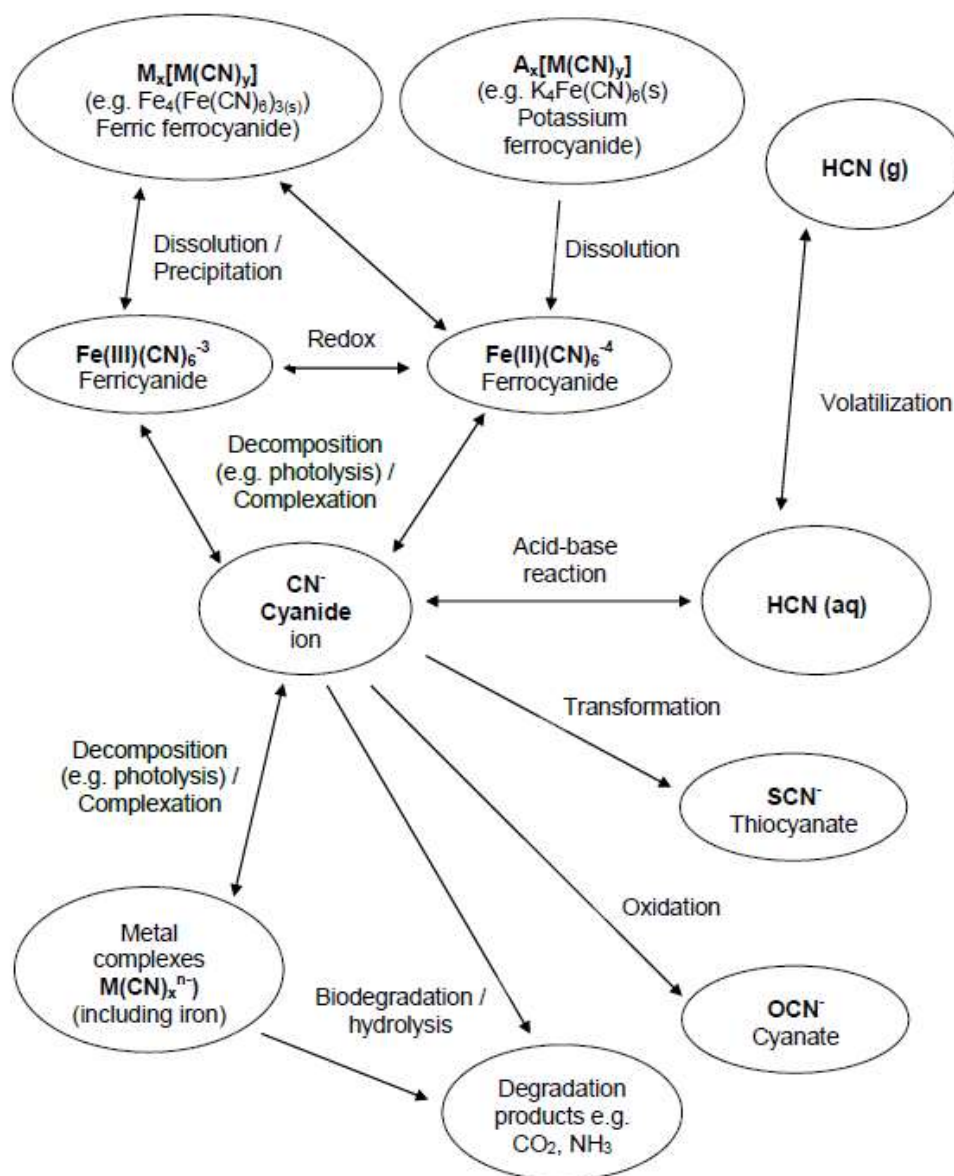 Mₓ[M(CN)ᵧ]
(e.g. Fe₄(Fe(CN)₆)₃₍ₛ₎)
Ferric ferrocyanide)
Aₓ[M(CN)ᵧ]
(e.g. K₄Fe(CN)₆(s)
Potassium
ferrocyanide)
HCN (g)
Dissolution /
Precipitation
Dissolution
Fe(III)(CN)₆⁻³
Ferricyanide
Redox
Fe(II)(CN)₆⁻⁴
Ferrocyanide
Volatilization
Decomposition
(e.g. photolysis) /
Complexation
CN⁻
Cyanide
ion
Acid-base
reaction
HCN (aq)
Transformation
Decomposition
(e.g. photolysis) /
Complexation
SCN⁻
Thiocyanate
Oxidation
Metal
complexes
M(CN)ₓⁿ⁻)
(including iron)
Biodegradation /
hydrolysis
OCN⁻
Cyanate
Degradation
products e.g.
CO₂, NH₃